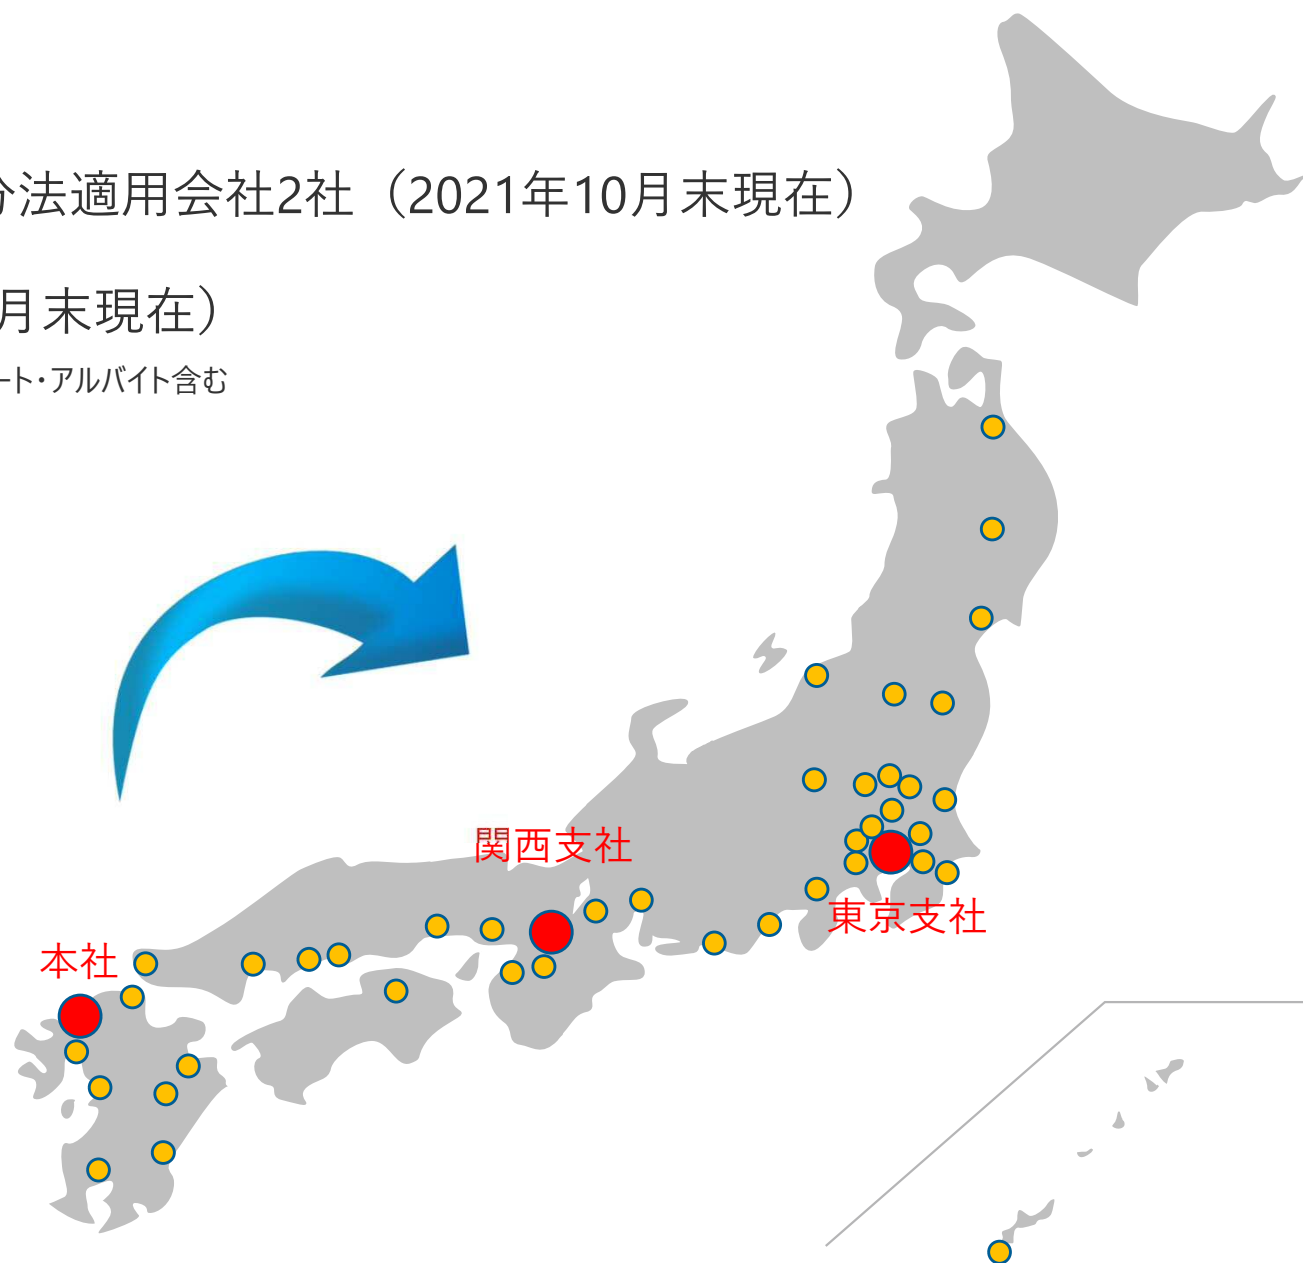 分法適用会社2社（2021年10月末現在）
月末現在）
ート・アルバイト含む
関西支社
東京支社
本社